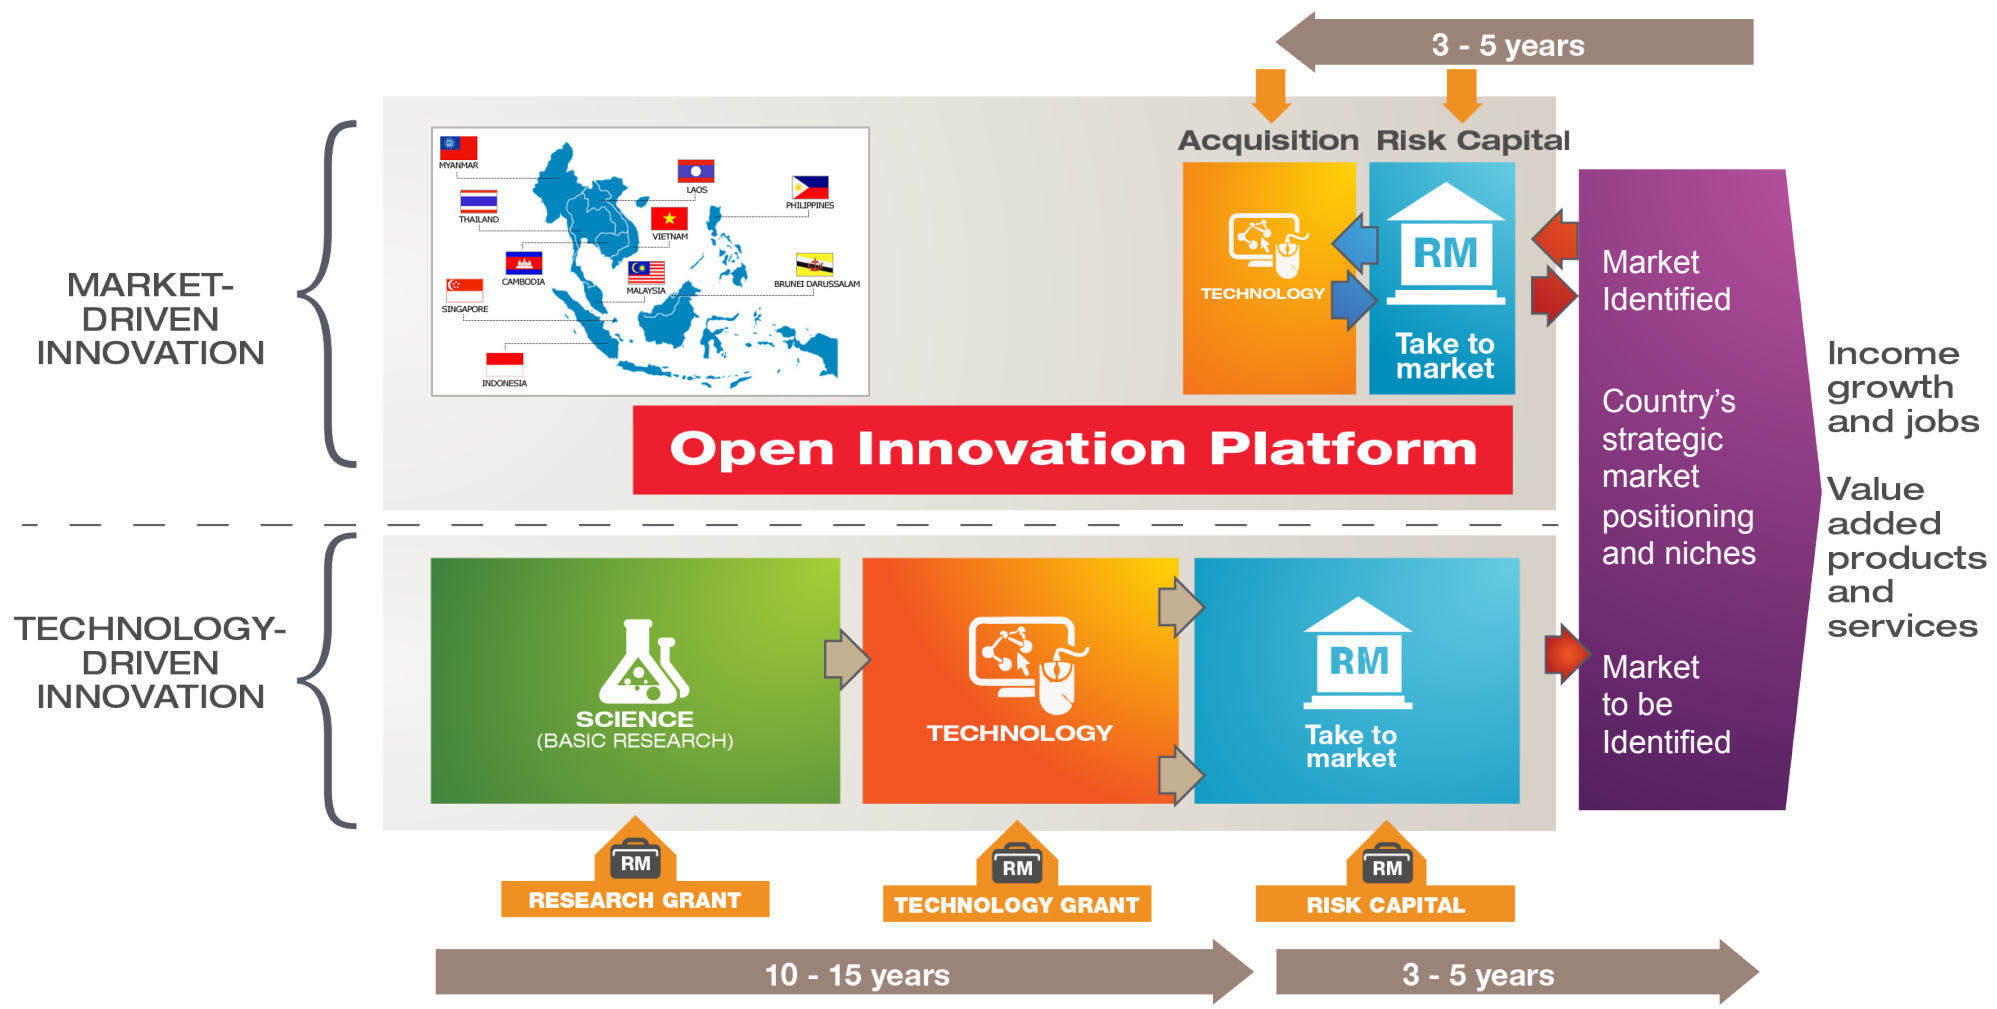 3 - 5 years
Acquisition
Risk Capital
MARKET-
DRIVEN
INNOVATION
MYANMAR
LAOS
THAILAND
PHILIPPINES
VIETNAM
CAMBODIA
MALAYSIA
BRUNEI DARUSSALAM
SINGAPORE
INDONESIA
TECHNOLOGY
RM
Take to
market
Open Innovation Platform
Market
Identified
Country’s
strategic
market
positioning
and niches
Market
to be
Identified
Income
growth
and jobs
Value
added
products
and
services
TECHNOLOGY-
DRIVEN
INNOVATION
SCIENCE
(BASIC RESEARCH)
TECHNOLOGY
RM
Take to
market
RM
RESEARCH GRANT
RM
TECHNOLOGY GRANT
RM
RISK CAPITAL
10 - 15 years
3 - 5 years